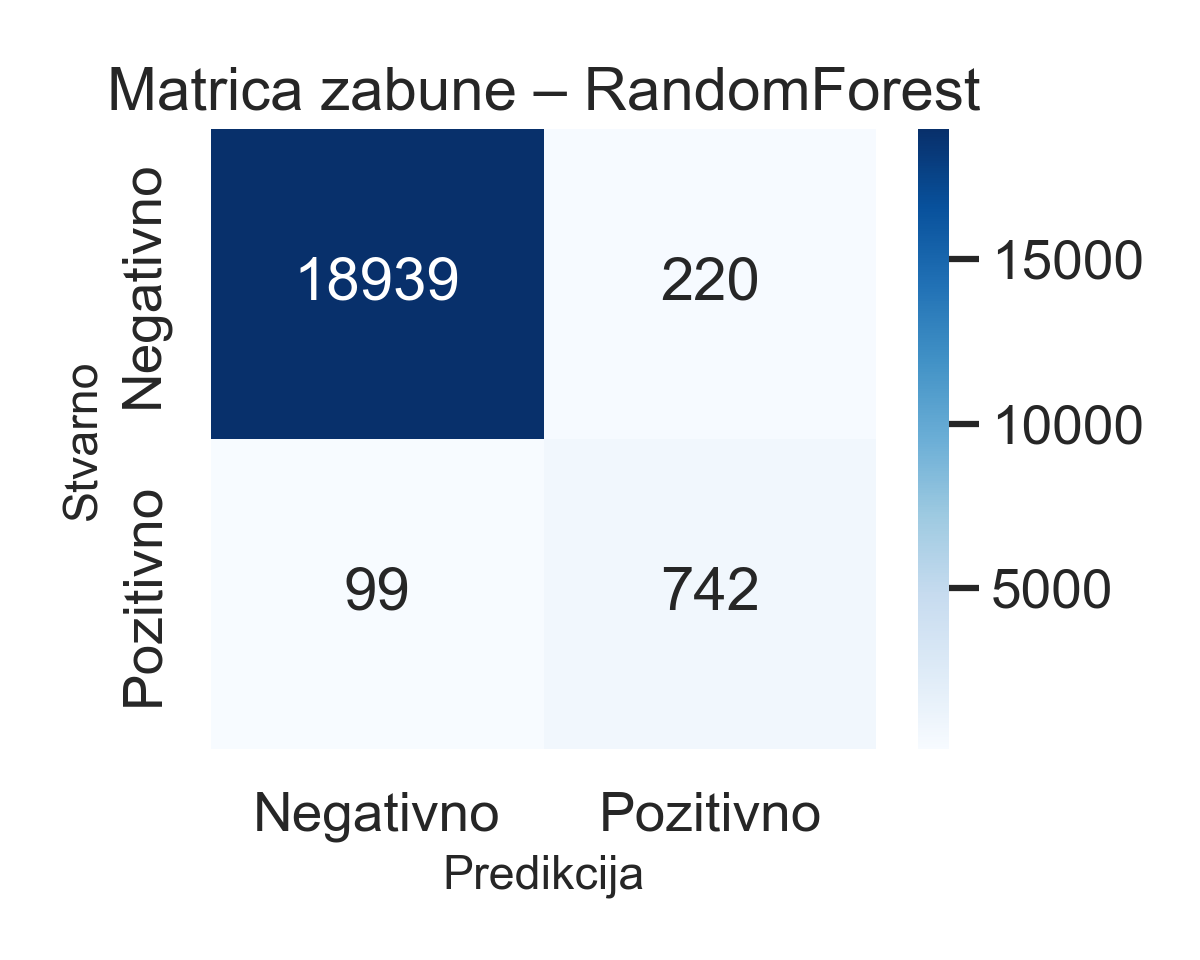 Matrica zabune – RandomForest
Stvarno
Negativno
Pozitivno
18939
220
99
742
15000
10000
5000
Negativno
Pozitivno
Predikcija